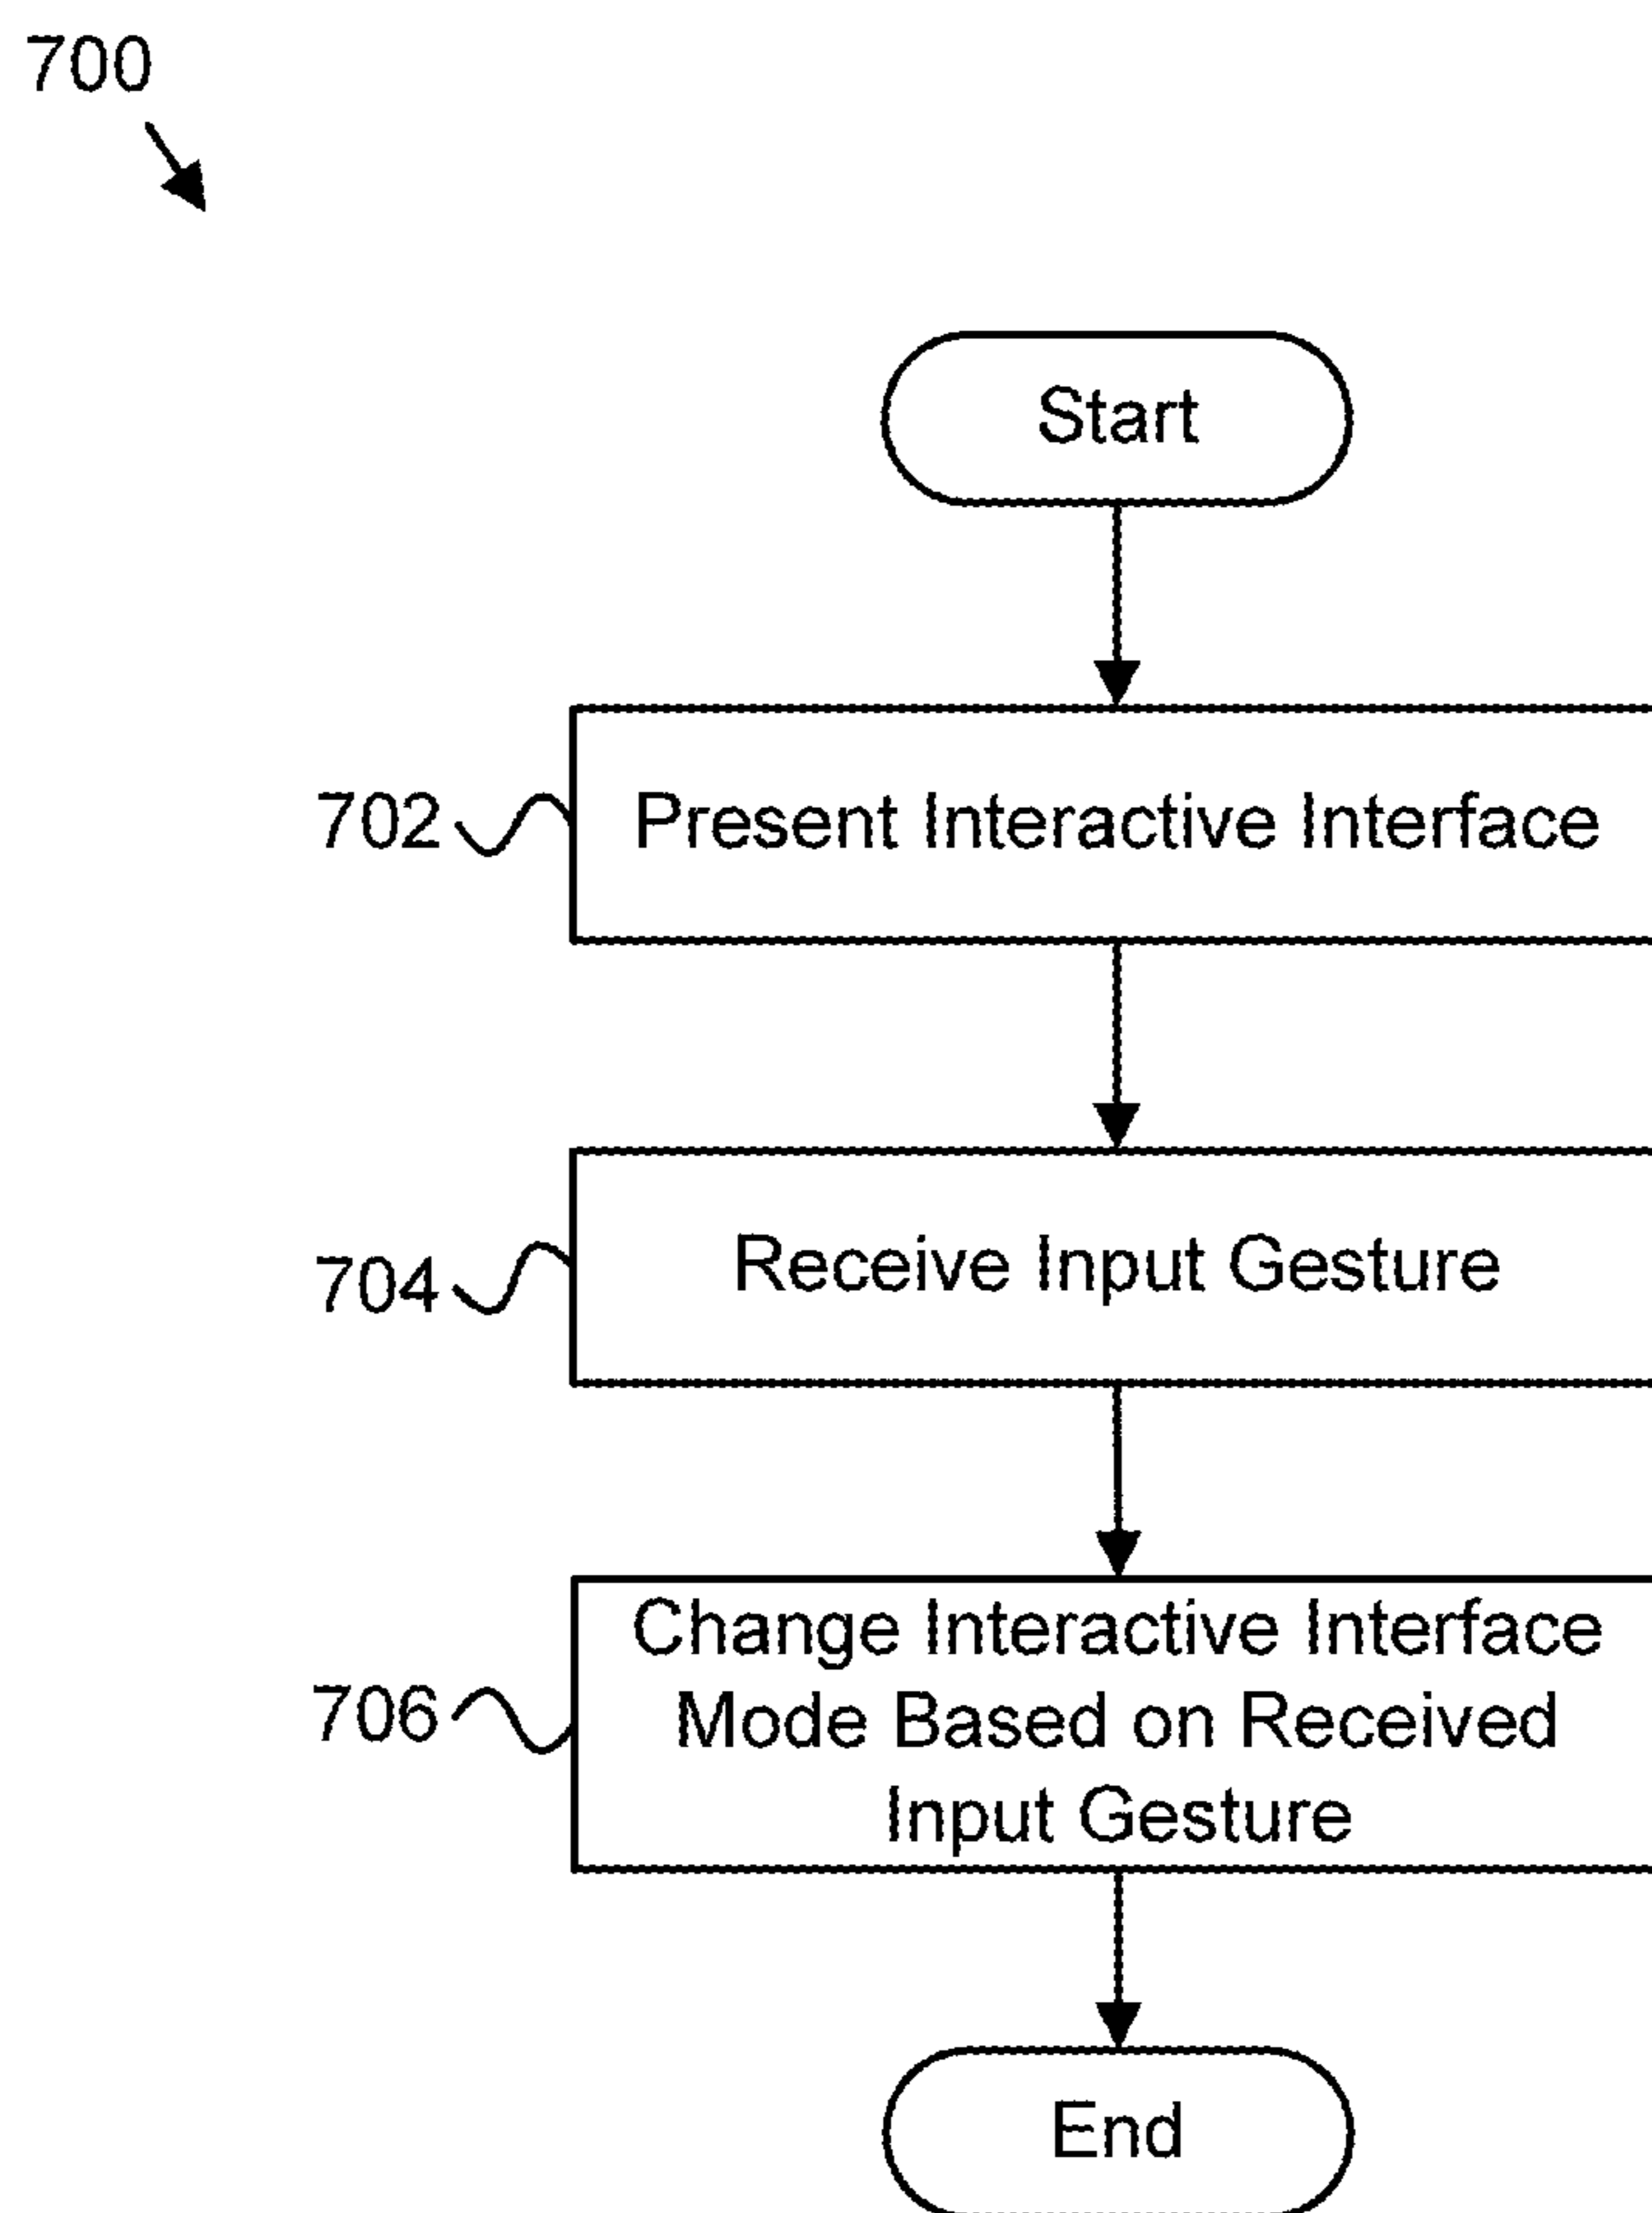 700
Start
702
Present Interactive Interface
704
Receive Input Gesture
706
Change Interactive Interface
Mode Based on Received
Input Gesture
End